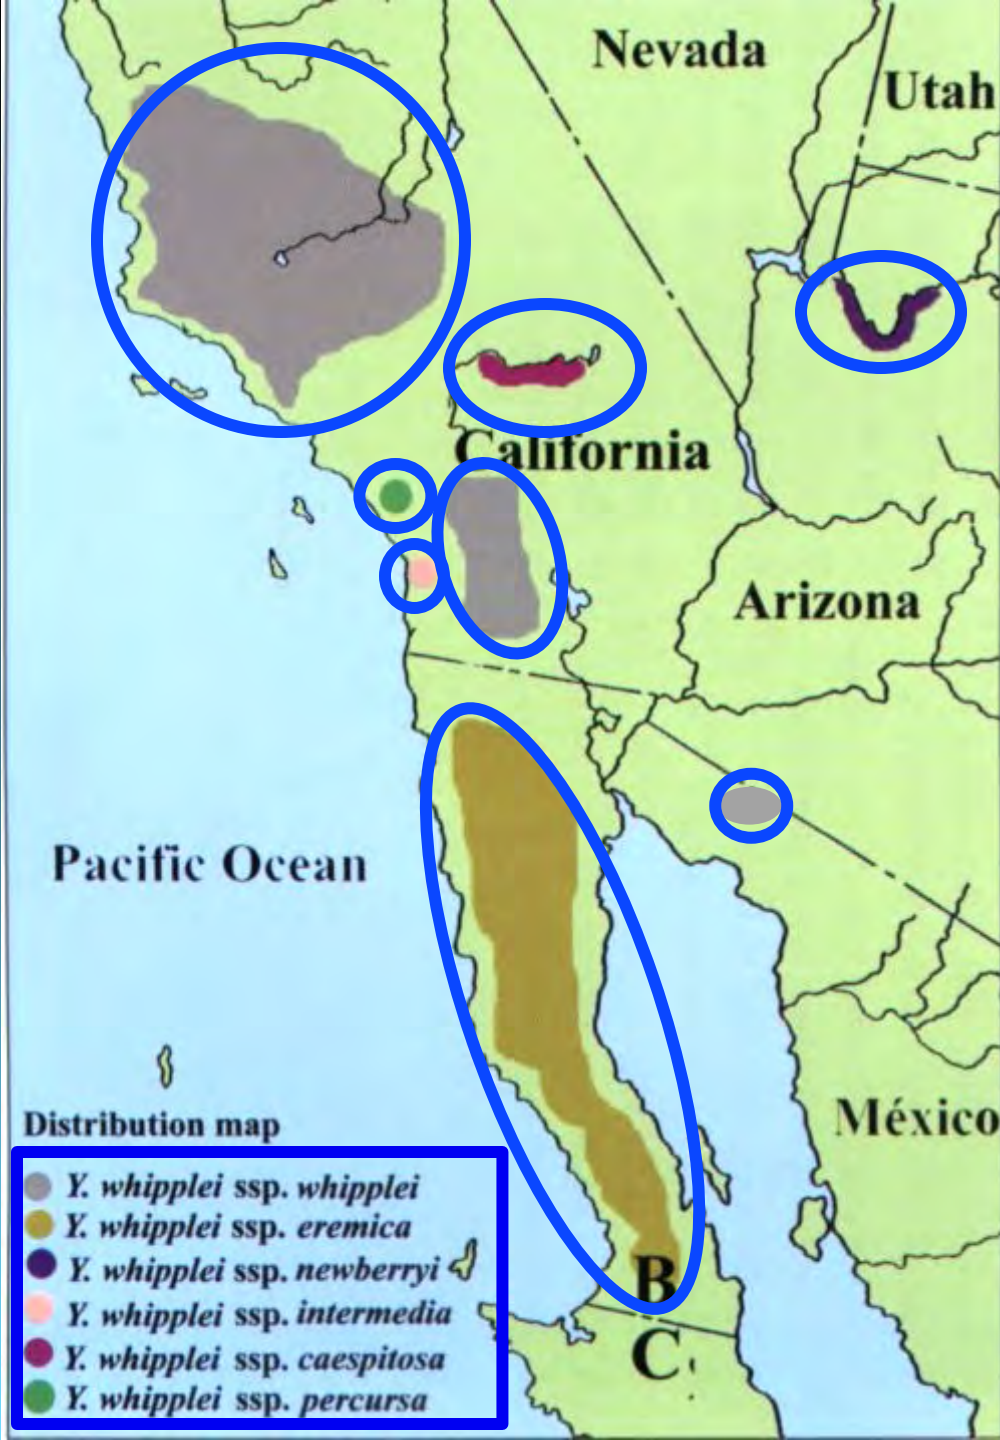 Nevada
Utah
California
Arizona
Pacific Ocean
México
Distribution map
Y. whipplei ssp. whipplei
Y. whipplei ssp. eremica
Y. whipplei ssp. newberryi
Y. whipplei ssp. intermedia
Y. whipplei ssp. caespitosa
Y. whipplei ssp. percursa
B
C